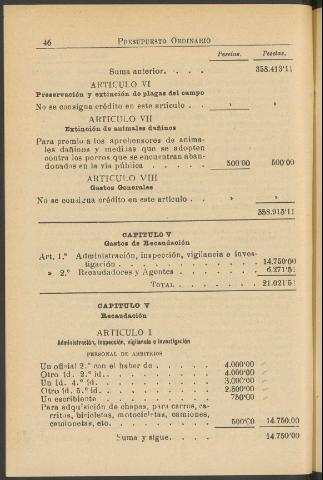 46 PRESUPUESTO ORDINARIO
Pesetas. Pesetas.
Suma anterior. . . . 358.413'11
ARTICULO VI
Preservación y extinción de plagas del campo
No se consigna crédito en este artículo . . » »
ARTICULO VII
Extinción de animales dañinos
Para premio a los aprehensores de anima-
les dañinos y medidas que se adopten
contra los perros que se encuentran aban-
donados en la vía pública . . . . . . 500'00 500'00
ARTICULO VIII
Gastos Generales
No se consigna crédito en este artículo . . » »
358.913'11
CAPITULO V
Gastos de Recaudación
Art. 1.º Administración, inspección, vigilancia e inves-
tigación . . . . . . . . . . . . 14.750'00
» 2.º Recaudadores y Agentes . . . . . . . . 6.271'51
TOTAL . . . . . . . 21.021'51
CAPITULO V
Recaudación
ARTICULO I
Administración, inspección, vigilancia e investigación
PERSONAL DE ARBITRIOS
Un oficial 2.º con el haber de . . . . . 4.000'00
Otro íd. 2.º íd. . . . . . . . . . . 4.000'00
Un íd. 4.º íd. . . . . . . . . . . 3.000'00
Otro íd. 5.º íd. . . . . . . . . . . 2.500'00
Un escribiente . . . . . . . . . . 750'00
Para adquisición de chapas, para carros, ca-
rritos, bicicletas, motocicletas, camiones,
camionetas, etc. . . . . . . . . . 500'00 14.750,00
Suma y sigue. . . . . 14.750'00